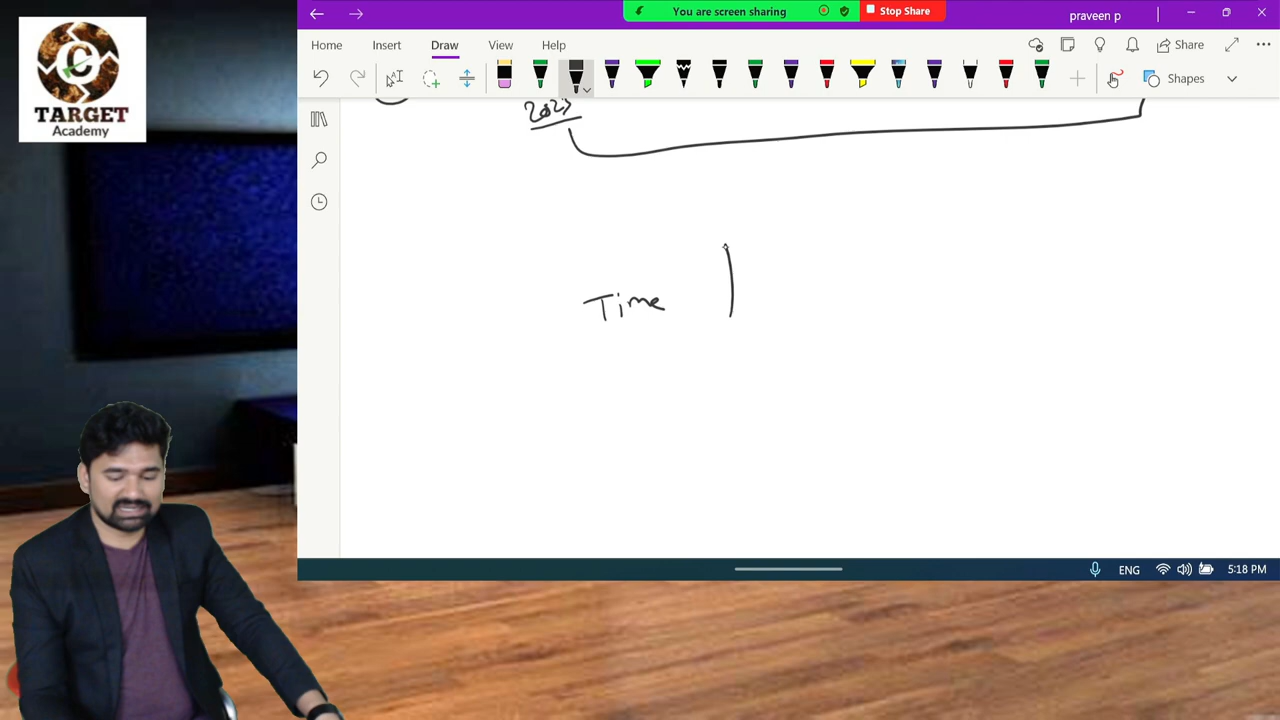 You are screen sharing
Stop Share
praveen p
Home Insert Draw View Help
Share
Shapes
C
TARGET
Academy
2023
Time
ENG
5:18 PM